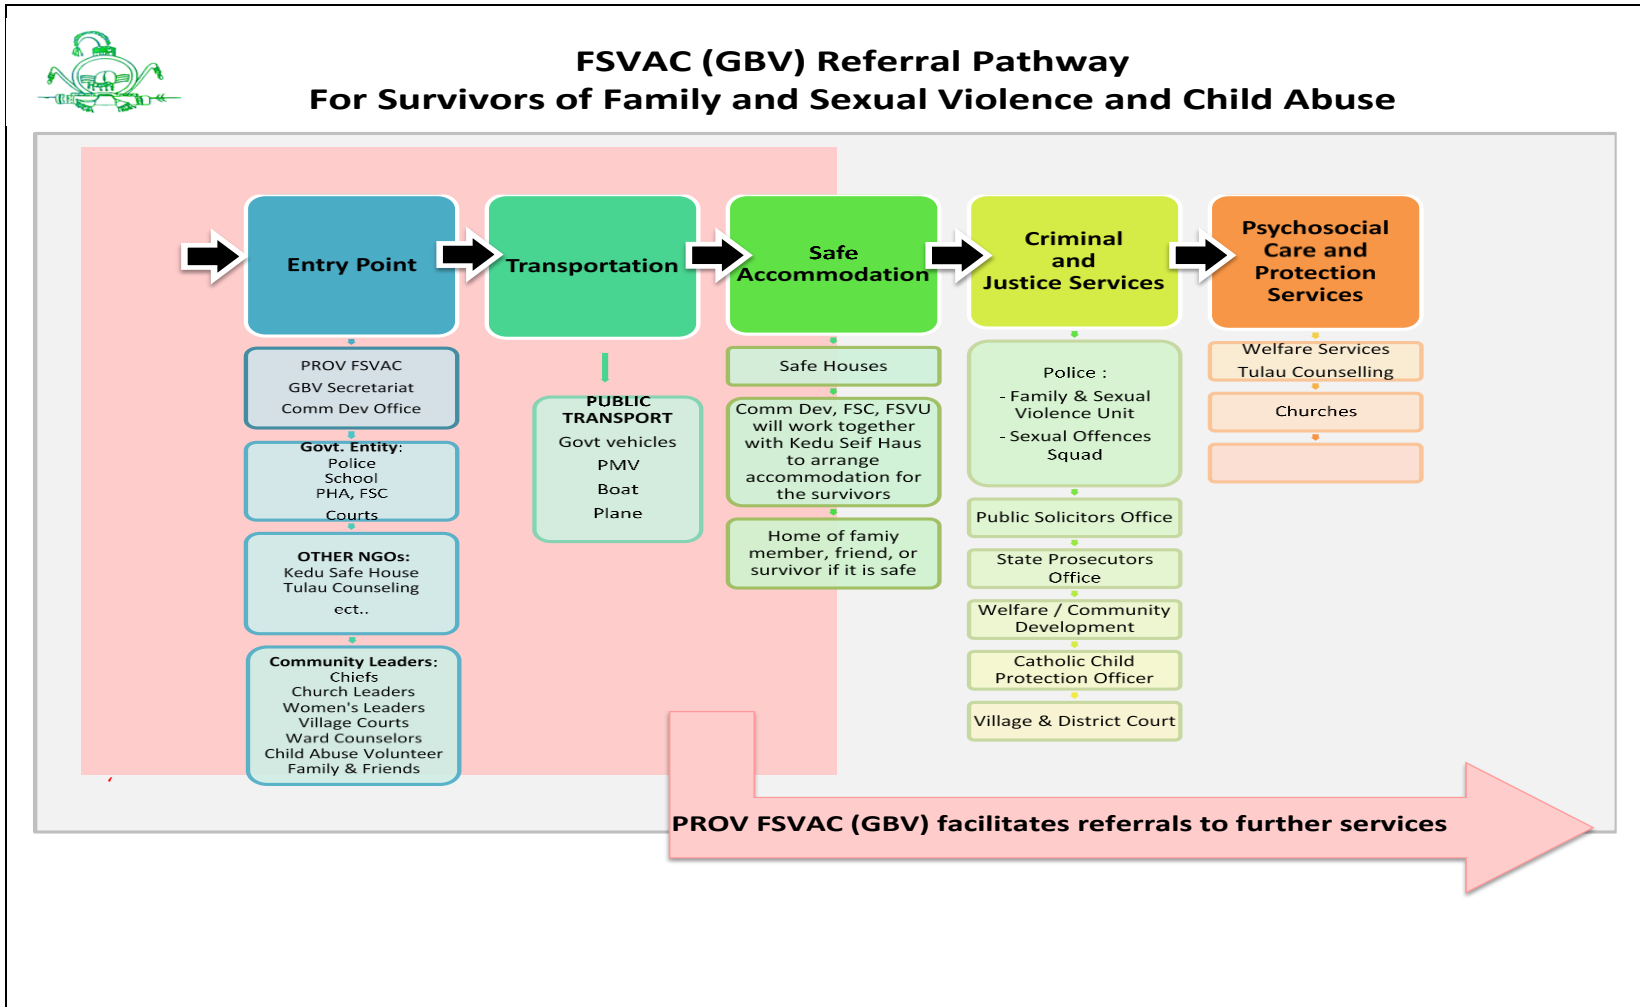 FSVAC (GBV) Referral Pathway
For Survivors of Family and Sexual Violence and Child Abuse
Entry Point
PROV FSVAC
GBV Secretariat
Comm Dev Office
Govt. Entity:
Police
School
PHA, FSC
Courts
OTHER NGOs:
Kedu Safe House
Tulau Counseling
ect..
Community Leaders:
Chiefs
Church Leaders
Women's Leaders
Village Courts
Ward Counselors
Child Abuse Volunteer
Family & Friends
Transportation
PUBLIC
TRANSPORT
Govt vehicles
PMV
Boat
Plane
Safe
Accommodation
Safe Houses
Comm Dev, FSC, FSVU
will work together
with Kedu Seif Haus
to arrange
accommodation for
the survivors
Home of famiy
member, friend, or
survivor if it is safe
Criminal
and
Justice Services
Police :
- Family & Sexual
Violence Unit
- Sexual Offences
Squad
Public Solicitors Office
State Prosecutors
Office
Welfare / Community
Development
Catholic Child
Protection Officer
Village & District Court
Psychosocial
Care and
Protection
Services
Welfare Services
Tulau Counselling
Churches
PROV FSVAC (GBV) facilitates referrals to further services